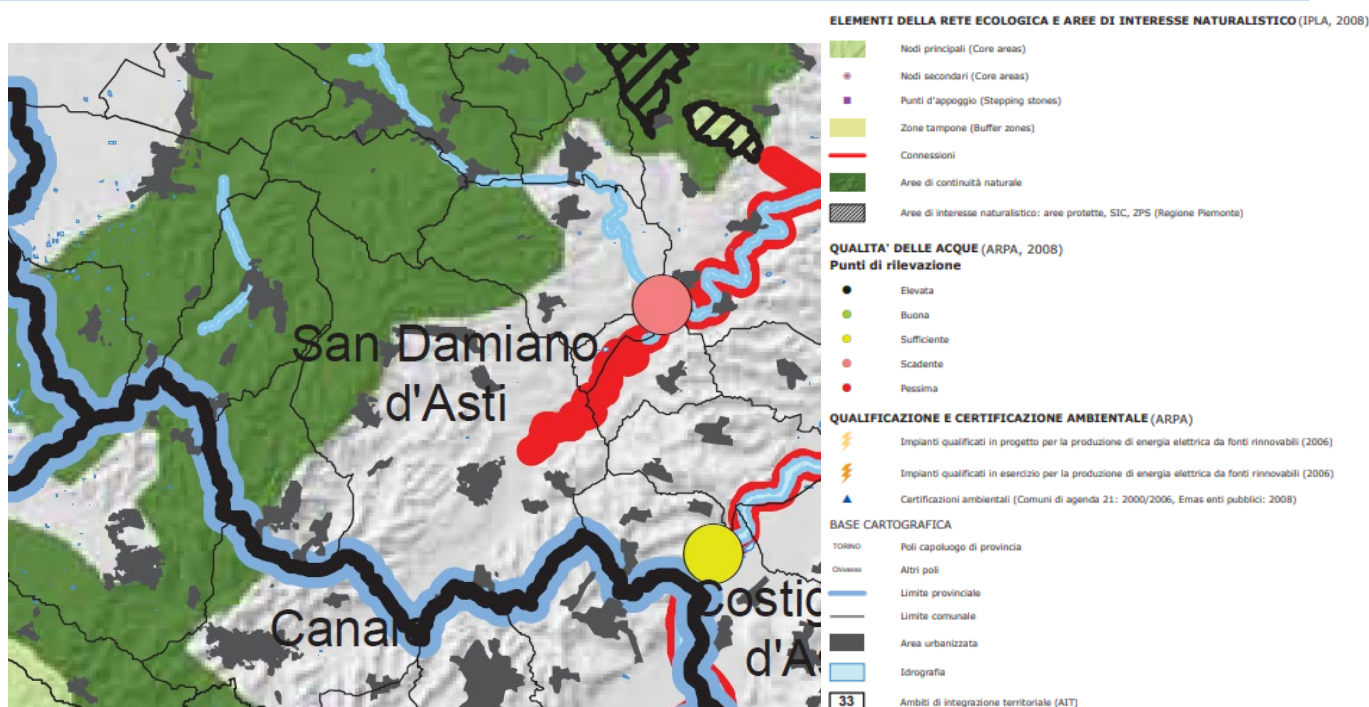 ELEMENTI DELLA RETE ECOLOGICA E AREE DI INTERESSE NATURALISTICO (IPLA, 2008)
Nodi principali (Core areas)
Nodi secondari (Core areas)
Punti d'appoggio (Stepping stones)
Zone tampone (Buffer zones)
Connessioni
Aree di continuità naturale
Aree di interesse naturalistico: aree protette, SIC, ZPS (Regione Piemonte)
QUALITA' DELLE ACQUE (ARPA, 2008)
Punti di rilevazione
Elevata
Buona
Sufficiente
Scadente
Pessima
QUALIFICAZIONE E CERTIFICAZIONE AMBIENTALE (ARPA)
Impianti qualificati in progetto per la produzione di energia elettrica da fonti rinnovabili (2006)
Impianti qualificati in esercizio per la produzione di energia elettrica da fonti rinnovabili (2006)
Certificazioni ambientali (Comuni di agenda 21: 2000/2006, Emas enti pubblici: 2008)
BASE CARTOGRAFICA
TORINO Poli capoluogo di provincia
Chivasso Altri poli
Limite provinciale
Limite comunale
Area urbanizzata
Idrografia
33 Ambiti di integrazione territoriale (AIT)
San Damiano
d'Asti
Canal
Costig
d'As